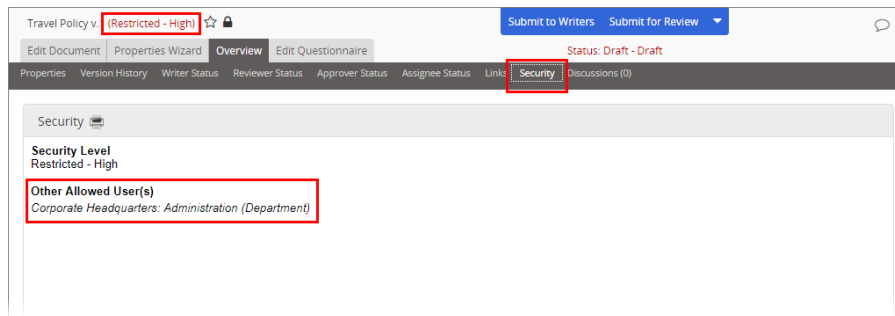 Travel Policy v. (Restricted - High)
Submit to Writers Submit for Review
Edit Document Properties Wizard Overview Edit Questionnaire
Status: Draft - Draft
Properties Version History Writer Status Reviewer Status Approver Status Assignee Status Links Security Discussions (0)
Security
Security Level
Restricted - High
Other Allowed User(s)
Corporate Headquarters: Administration (Department)